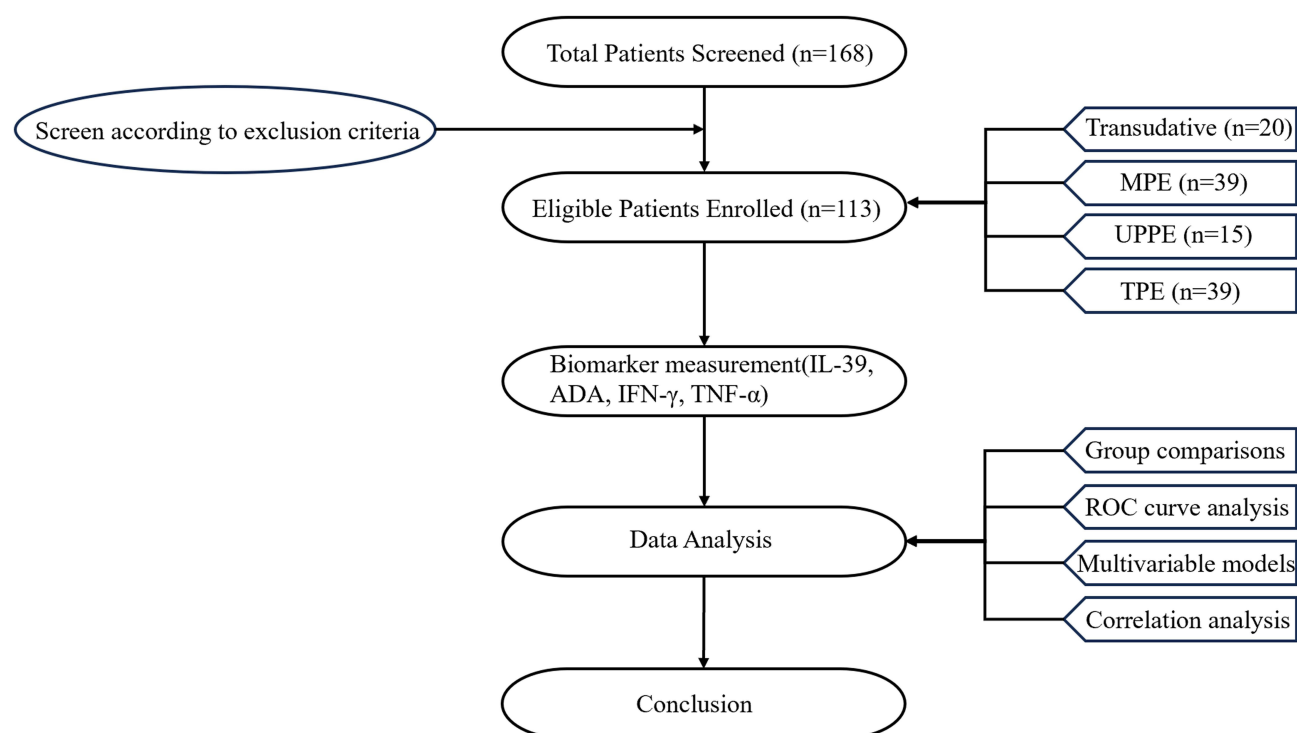 Total Patients Screened (n=168)
Screen according to exclusion criteria
Transudative (n=20)
MPE (n=39)
UPPE (n=15)
TPE (n=39)
Eligible Patients Enrolled (n=113)
Biomarker measurement(IL-39,
ADA, IFN-γ, TNF-α)
Group comparisons
ROC curve analysis
Multivariable models
Correlation analysis
Data Analysis
Conclusion